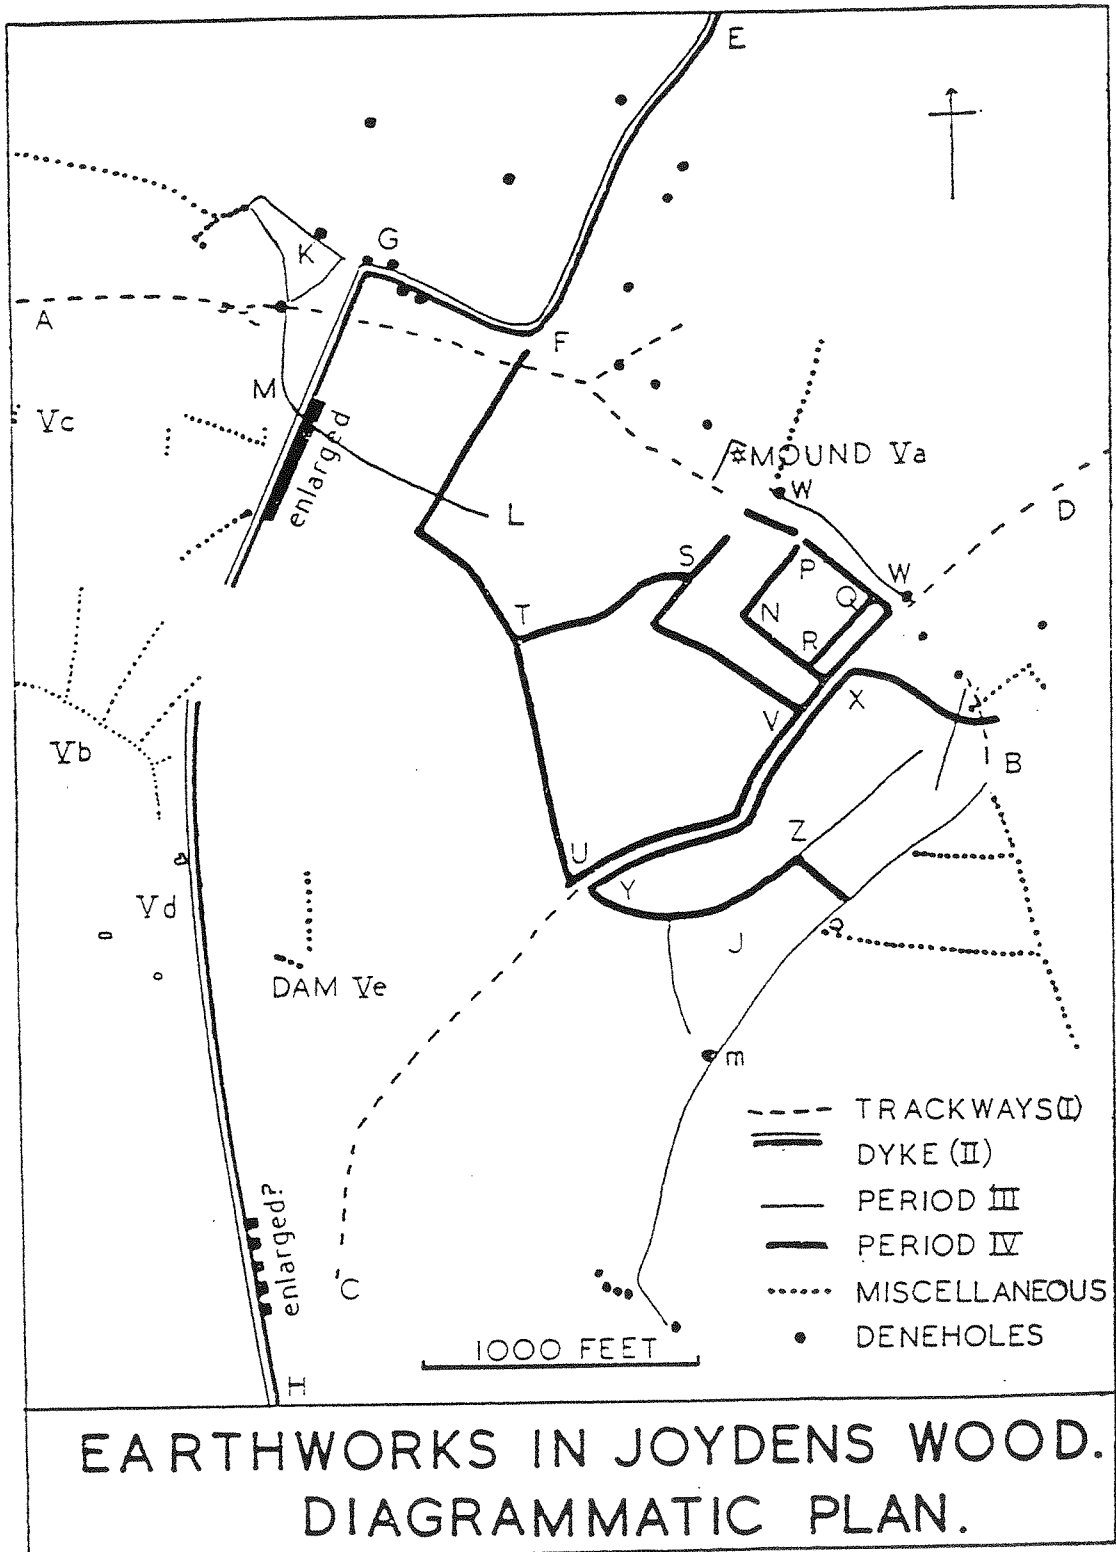 E
G
K
A
F
M
Vc
enlarged
MOUND Va
W
L
D
S
P
W
Q
N
T
R
X
V
Vb
B
Z
U
Y
Vd
J
DAM Ve
m
TRACKWAYS(I)
DYKE (II)
PERIOD III
PERIOD IV
MISCELLANEOUS
DENEHOLES
enlarged?
C
1000 FEET
H
EARTHWORKS IN JOYDENS WOOD.
DIAGRAMMATIC PLAN.